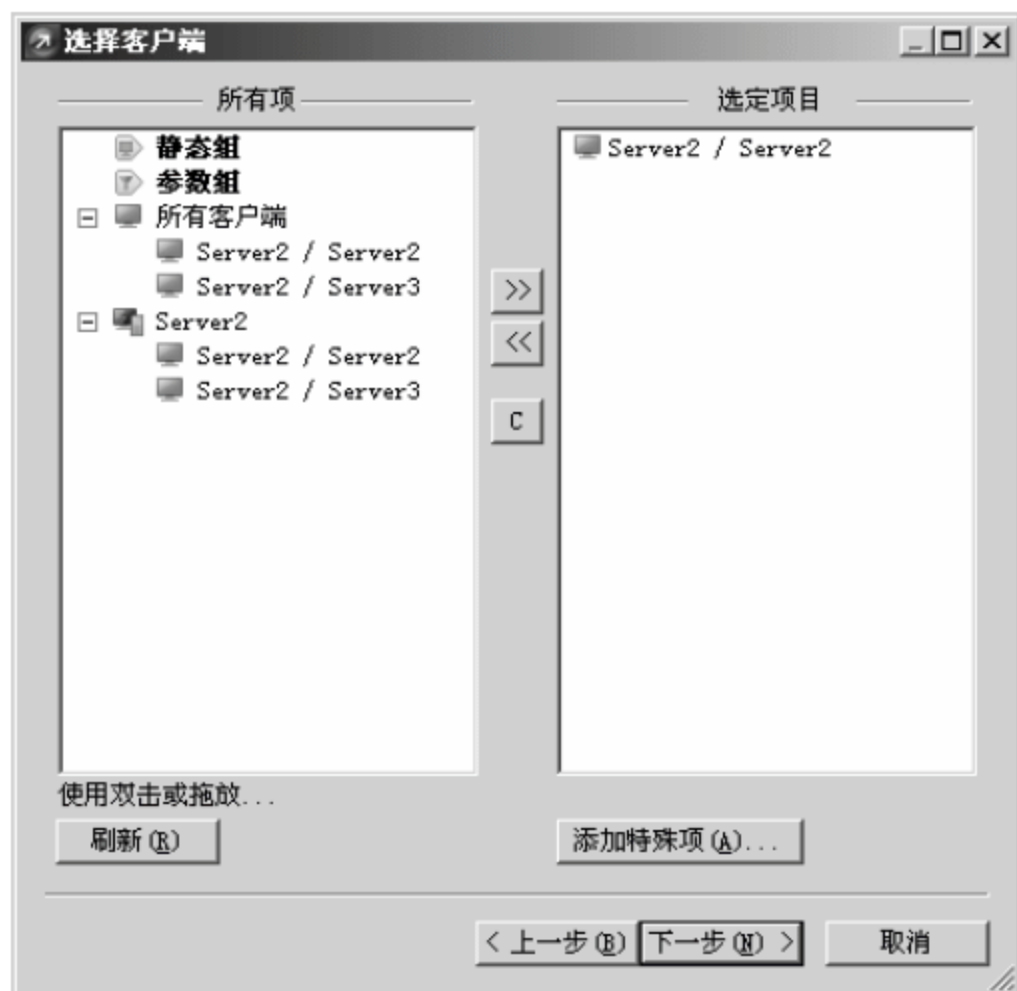 选择客户端
所有项
静态组
参数组
所有客户端
Server2 / Server2
Server2 / Server3
Server2
Server2 / Server2
Server2 / Server3
使用双击或拖放...
刷新(R)
>>
<<
C
选定项目
Server2 / Server2
添加特殊项(A)...
< 上一步(B)
下一步(N) >
取消